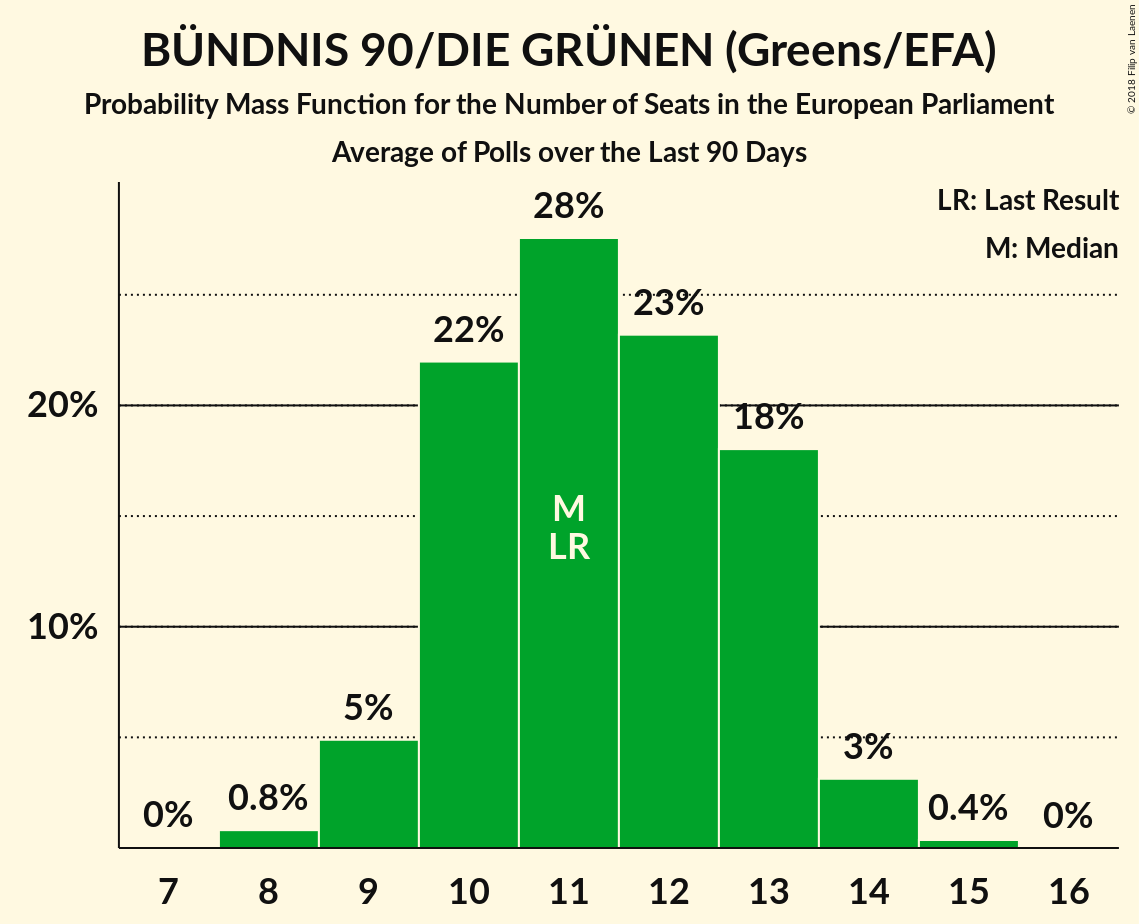 BÜNDNIS 90/DIE GRÜNEN (Greens/EFA)
Probability Mass Function for the Number of Seats in the European Parliament
Average of Polls over the Last 90 Days
© 2018 Filip van Laenen
LR: Last Result
M: Median
28%
23%
22%
20%
18%
M
LR
10%
5%
3%
0.8%
0.4%
0%
0%
7 8 9 10 11 12 13 14 15 16